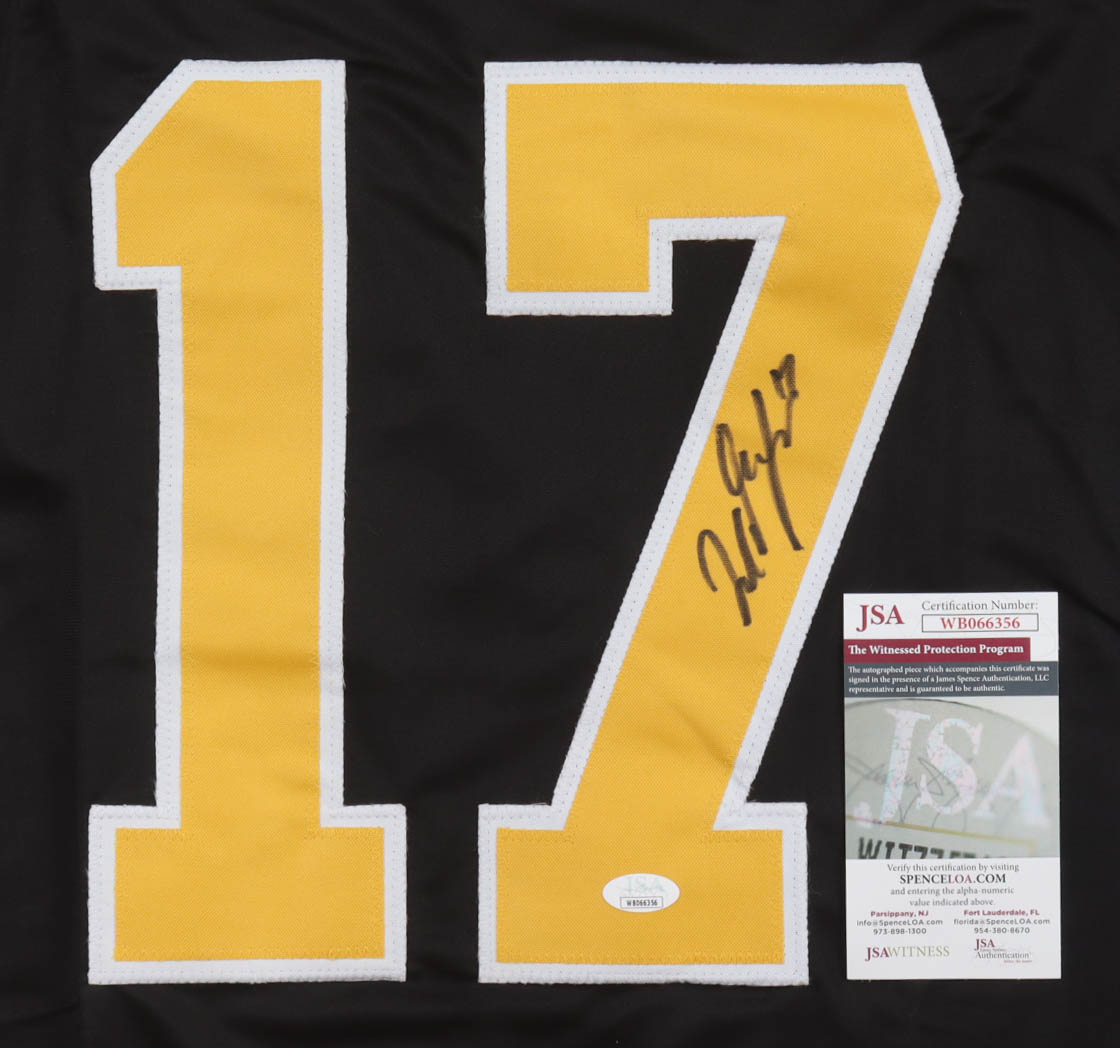 17
JSA
Certification Number:
WB066356
The Witnessed Protection Program
The autographed piece which accompanies this certificate was
signed in the presence of a James Spence Authentication, LLC
representative and is guaranteed to be authentic.
JSA
Verify this certification by visiting
SPENCELOA.COM
and entering the alpha-numeric
value indicated above.
Parsippany, NJ
info@SpenceLOA.com
973-898-1300
Fort Lauderdale, FL
florida@SpenceLOA.com
954-380-8670
JSAWITNESS
JSA
Authentication
JSA
WB066356